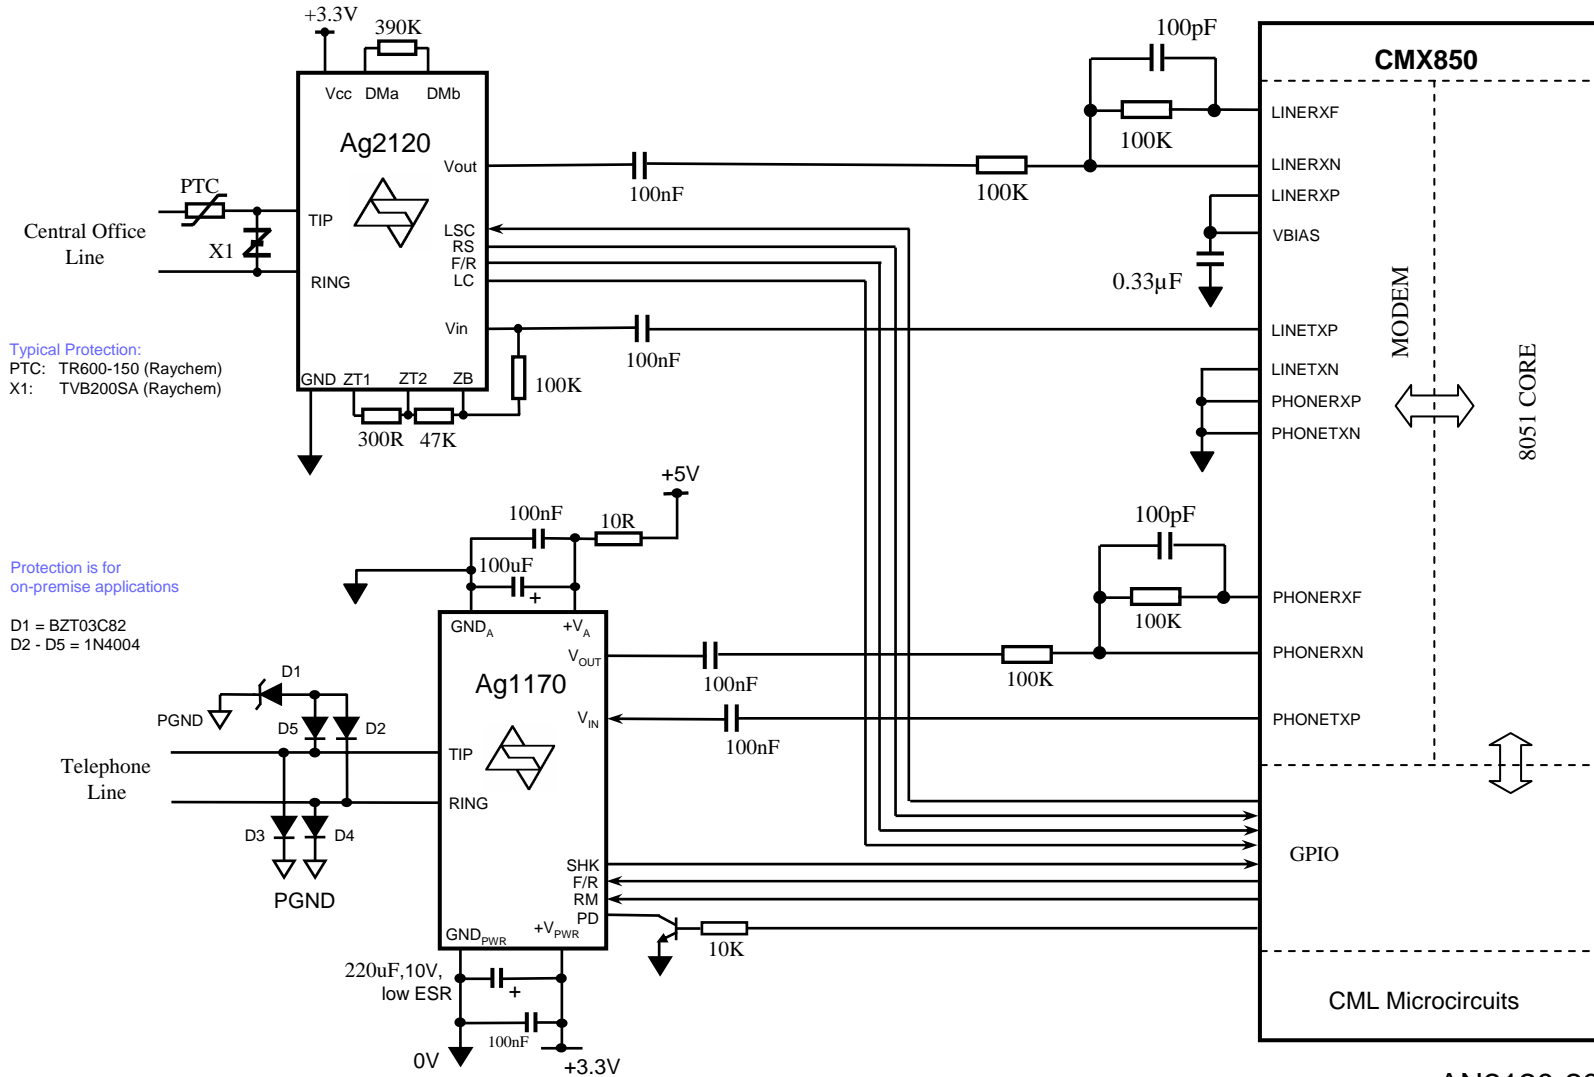 +3.3V
390K
Vcc DMa DMb
Ag2120
Vout
100nF
100K
100pF
100K
CMX850
LINERXF
LINERXN
LINERXP
VBIAS
0.33µF
PTC
Central Office
Line
X1
TIP
RING
LSC
RS
F/R
LC
Vin
100nF
LINETXP
LINETXN
PHONERXP
PHONETXN
MODEM
8051 CORE
Typical Protection:
PTC: TR600-150 (Raychem)
X1: TVB200SA (Raychem)
GND ZT1 ZT2 ZB
100K
300R 47K
+5V
100nF
10R
100uF
+
100pF
100K
PHONERXF
PHONERXN
PHONETXP
Protection is for
on-premise applications
D1 = BZT03C82
D2 - D5 = 1N4004
GNDA
+VA
VOUT
Ag1170
100nF
100K
VIN
100nF
D1
PGND
D5
D2
Telephone
Line
TIP
RING
D3
D4
PGND
SHK
F/R
RM
PD
GNDPWR
+VPWR
10K
GPIO
220uF,10V,
low ESR
+
100nF
0V
+3.3V
CML Microcircuits